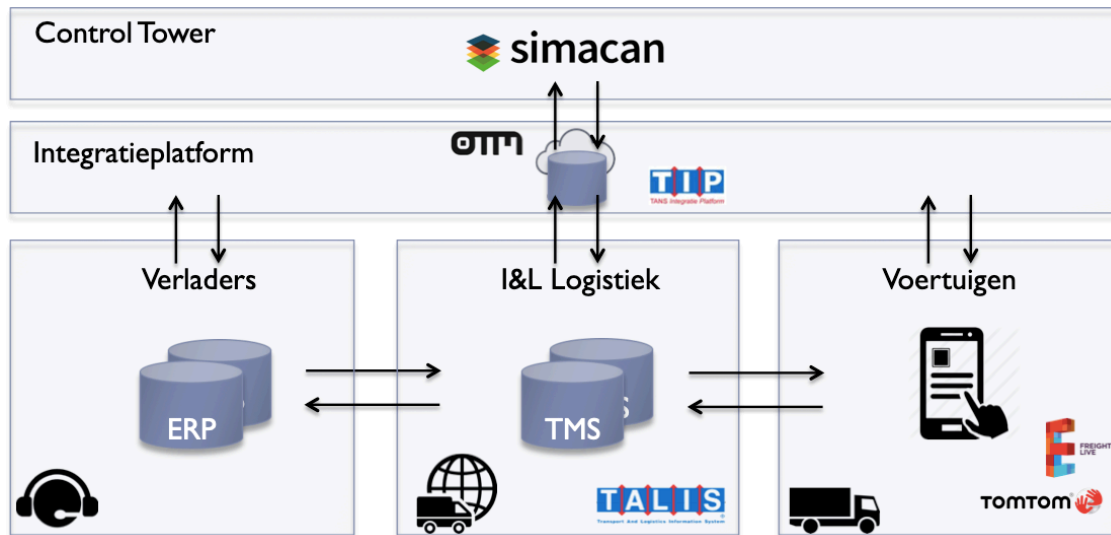 Control Tower
simacan
OTM
Integratieplatform
TIP
TANS Integratie Platform
Verladers
I&L Logistiek
Voertuigen
ERP
TMS
S
FREIGHT
LIVE
TALIS
Transport And Logistics Information System
TOMTOM